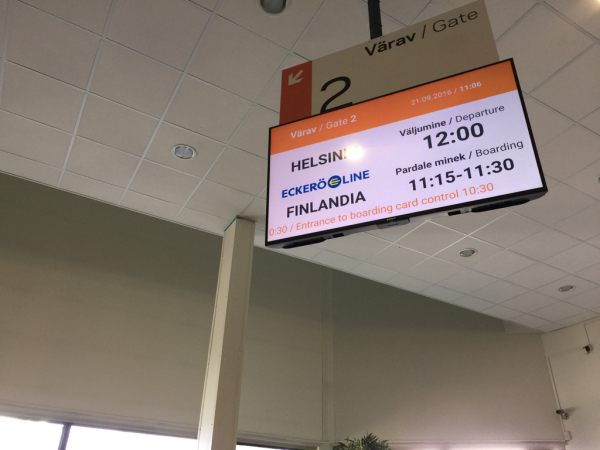 Värav / Gate
2
Värav / Gate 2
21.09.2016 / 11:06
HELSINKI
Väljumine / Departure
12:00
ECKERÖ LINE
Pardale minek / Boarding
FINLANDIA
11:15-11:30
0:30 / Entrance to boarding card control 10:30